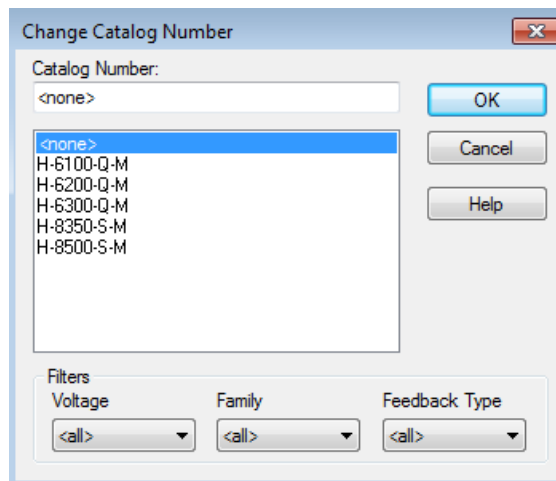 Change Catalog Number
Catalog Number:
<none>
OK
<none>
H-6100-Q-M
H-6200-Q-M
H-6300-Q-M
H-8350-S-M
H-8500-S-M
Cancel
Help
Filters
Voltage Family Feedback Type
<all> <all> <all>